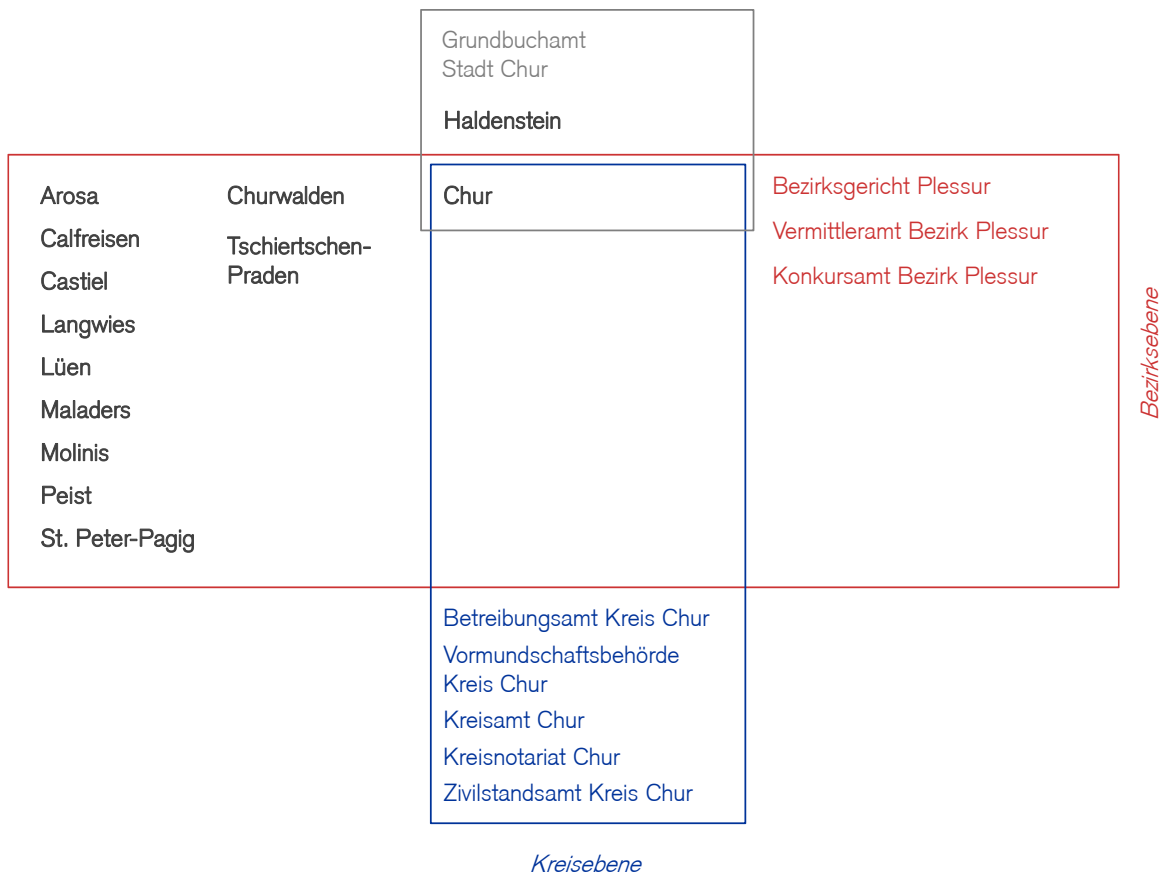 Grundbuchamt
Stadt Chur
Haldenstein
Arosa
Calfreisen
Castiel
Langwies
Lüen
Maladers
Molinis
Peist
St. Peter-Pagig
Churwalden
Tschiertschen-
Praden
Chur
Bezirksgericht Plessur
Vermittleramt Bezirk Plessur
Konkursamt Bezirk Plessur
Bezirksebene
Betreibungsamt Kreis Chur
Vormundschaftsbehörde
Kreis Chur
Kreisamt Chur
Kreisnotariat Chur
Zivilstandsamt Kreis Chur
Kreisebene